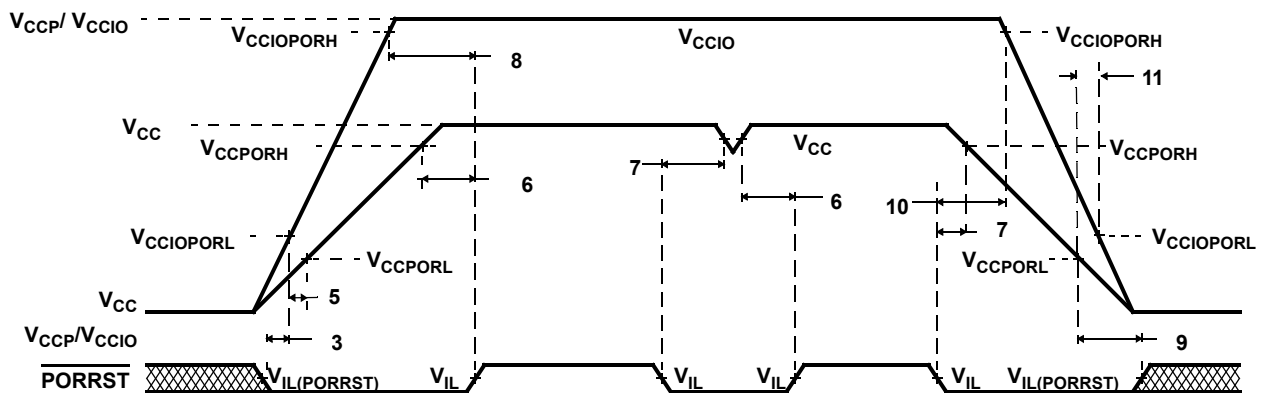 VCCP/ VCCIO
VCCIOPORH
8
VCCIO
VCCIOPORH
11
VCC
VCCPORH
6
7
VCC
6
10
7
VCCPORH
VCCIOPORL
VCCPORL
VCCPORL
VCCIOPORL
VCC
5
VCCP/VCCIO
3
9
PORRST
VIL(PORRST)
VIL
VIL
VIL
VIL
VIL(PORRST)